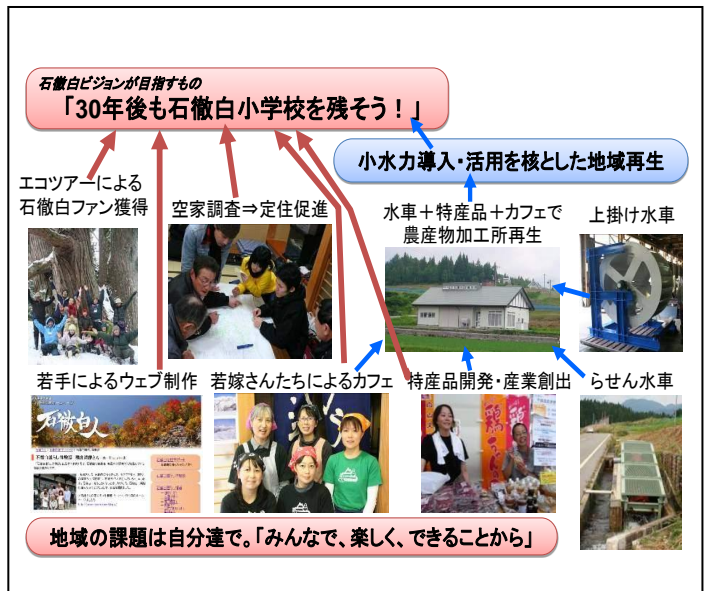 石徹白ビジョンが目指すもの
「30年後も石徹白小学校を残そう！」
小水力導入・活用を核とした地域再生
エコツアーによる
石徹白ファン獲得
空家調査⇒定住促進
水車＋特産品＋カフェで
農産物加工所再生
上掛け水車
若手によるウェブ制作
若嫁さんたちによるカフェ
特産品開発・産業創出
らせん水車
石徹白人
地域の課題は自分達で。「みんなで、楽しく、できることから」